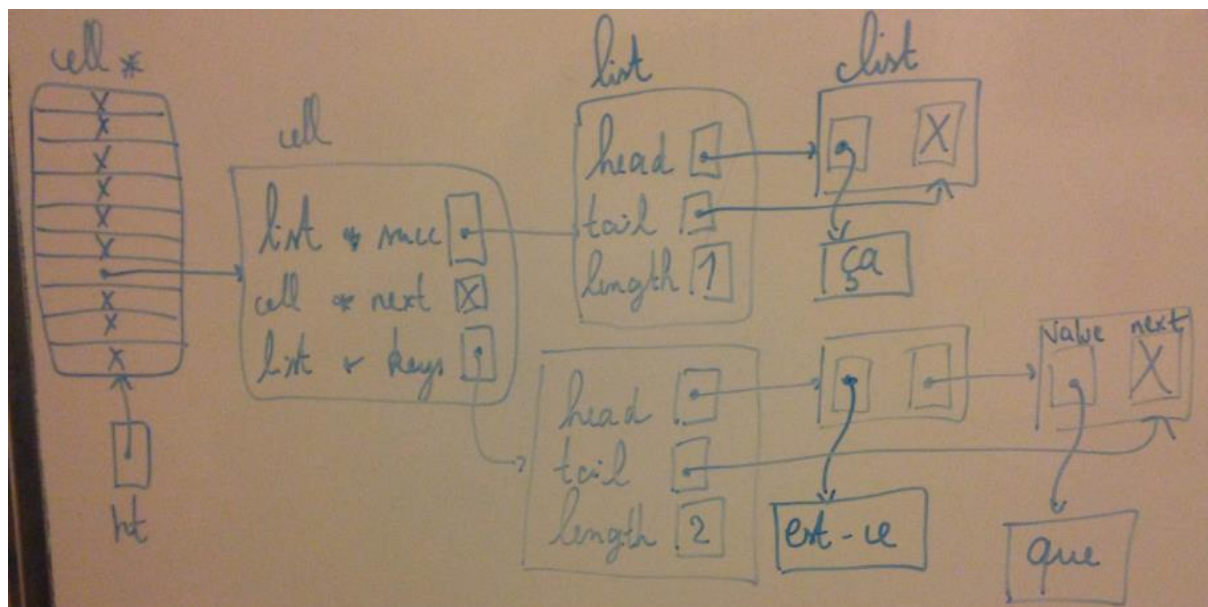 cell *
X
X
X
X
X
X
X
X
X
ht
cell
list * succ
cell * next X
list * keys
list
head
tail
length 1
clist
X
ça
head
tail
length 2
value next
X
est-ce
que